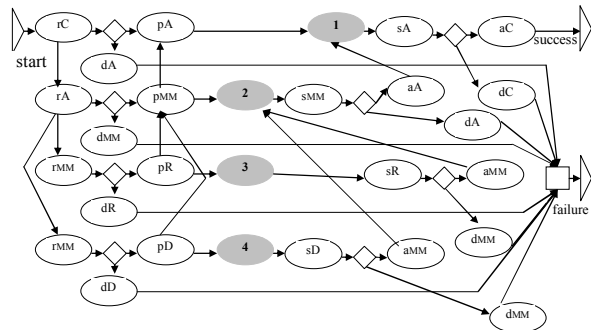 rC pA 1 sA aC
success
start
dA
aA
rA pMM 2 sMM
dC
dA
dMM
rMM pR 3 sR aMM
failure
dR
dMM
rMM pD 4 sD aMM
dD
dMM